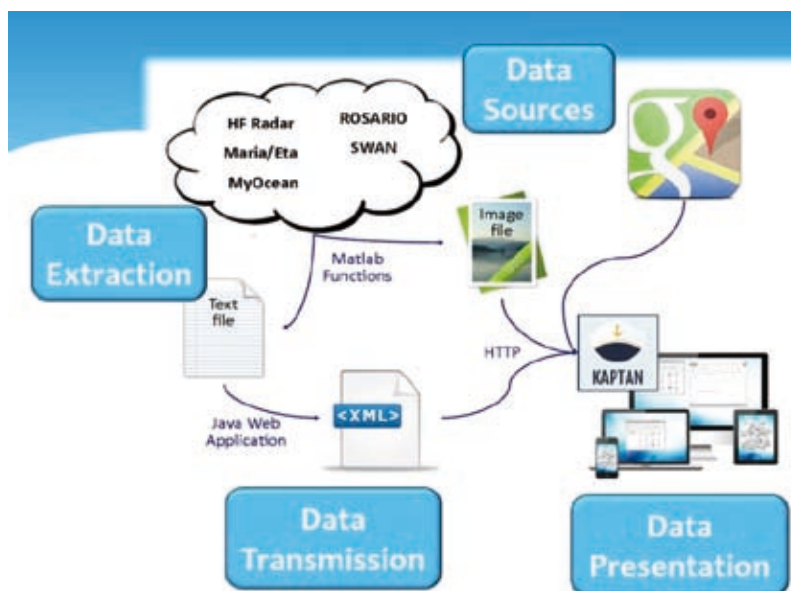 Data
Sources
HF Radar
ROSARIO
Maria/Eta
SWAN
MyOcean
Data
Extraction
Image
file
Matlab
Functions
Text
file
HTTP
KAPTAN
Java Web
Application
<XML>
Data
Transmission
Data
Presentation